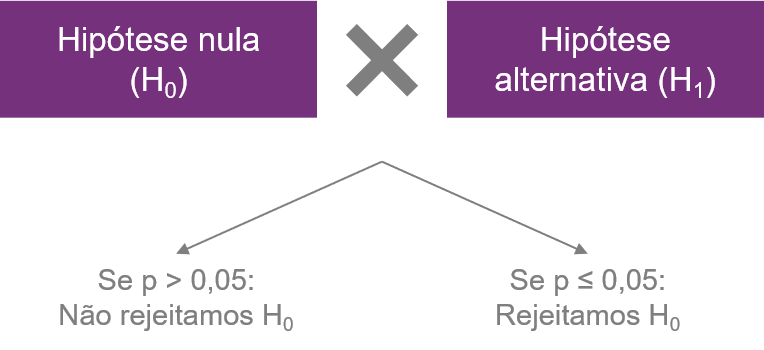 Hipótese nula
(H₀)
Hipótese
alternativa (H₁)
Se p > 0,05:
Não rejeitamos H₀
Se p ≤ 0,05:
Rejeitamos H₀